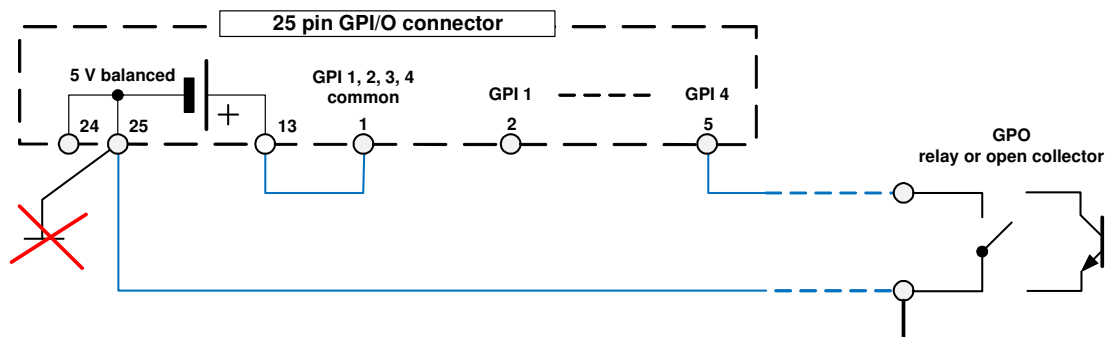 25 pin GPI/O connector
5 V balanced
GPI 1, 2, 3, 4
common
GPI 1
GPI 4
+
24
25
13
1
2
5
GPO
relay or open collector